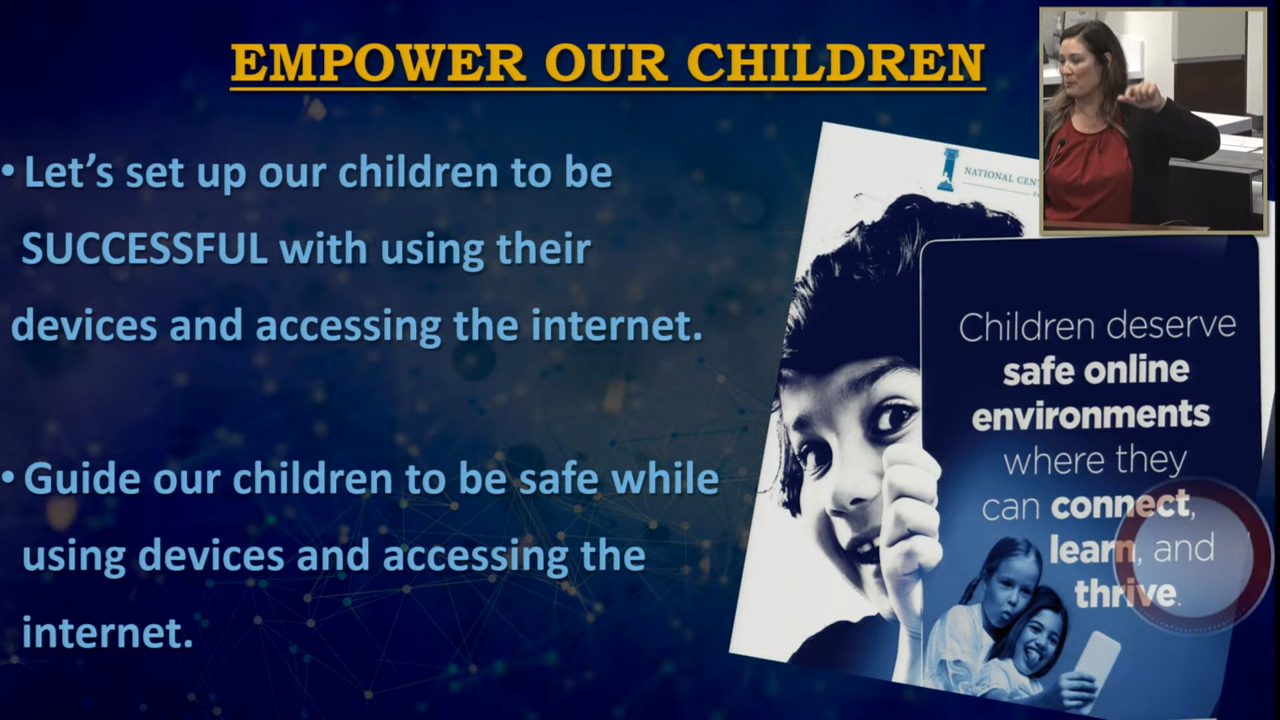 EMPOWER OUR CHILDREN
• Let’s set up our children to be
SUCCESSFUL with using their
devices and accessing the internet.
• Guide our children to be safe while
using devices and accessing the
internet.
NATIONAL
Children deserve
safe online
environments
where they
can connect,
learn, and
thrive.